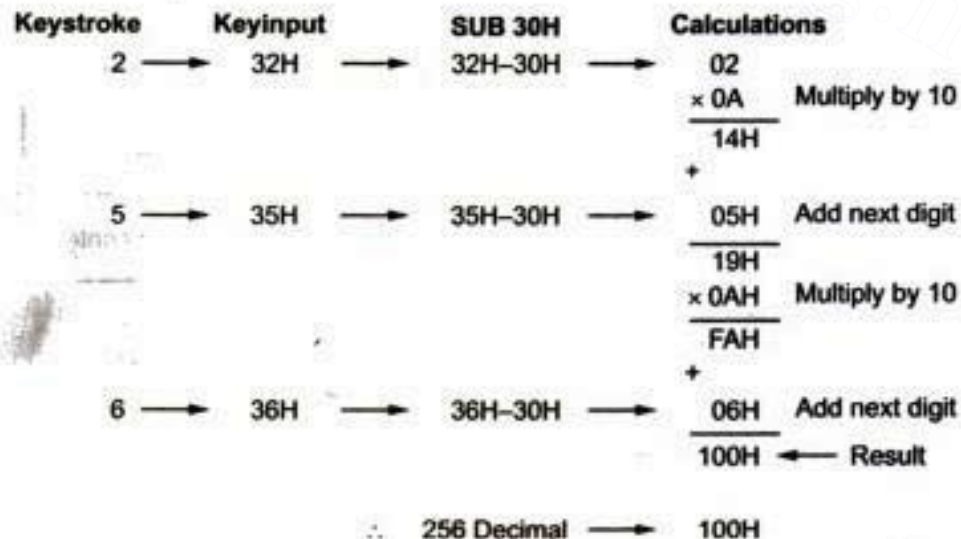 Keystroke Keyinput SUB 30H Calculations
2 → 32H → 32H–30H → 02
× 0A Multiply by 10
14H
+
5 → 35H → 35H–30H → 05H Add next digit
19H
× 0AH Multiply by 10
FAH
+
6 → 36H → 36H–30H → 06H Add next digit
100H ← Result
∴ 256 Decimal → 100H